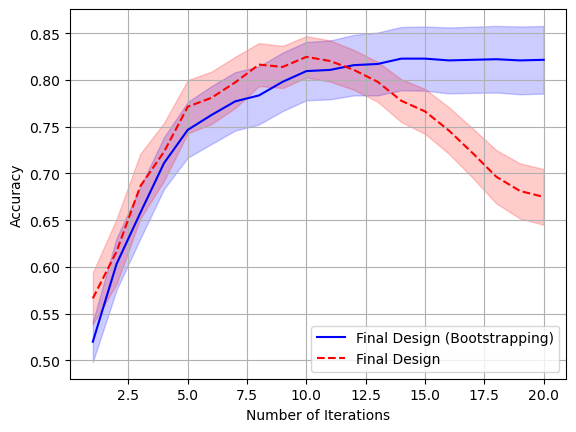 0.85
0.80
0.75
0.70
0.65
0.60
0.55
0.50
Accuracy
2.5 5.0 7.5 10.0 12.5 15.0 17.5 20.0
Number of Iterations
Final Design (Bootstrapping)
Final Design